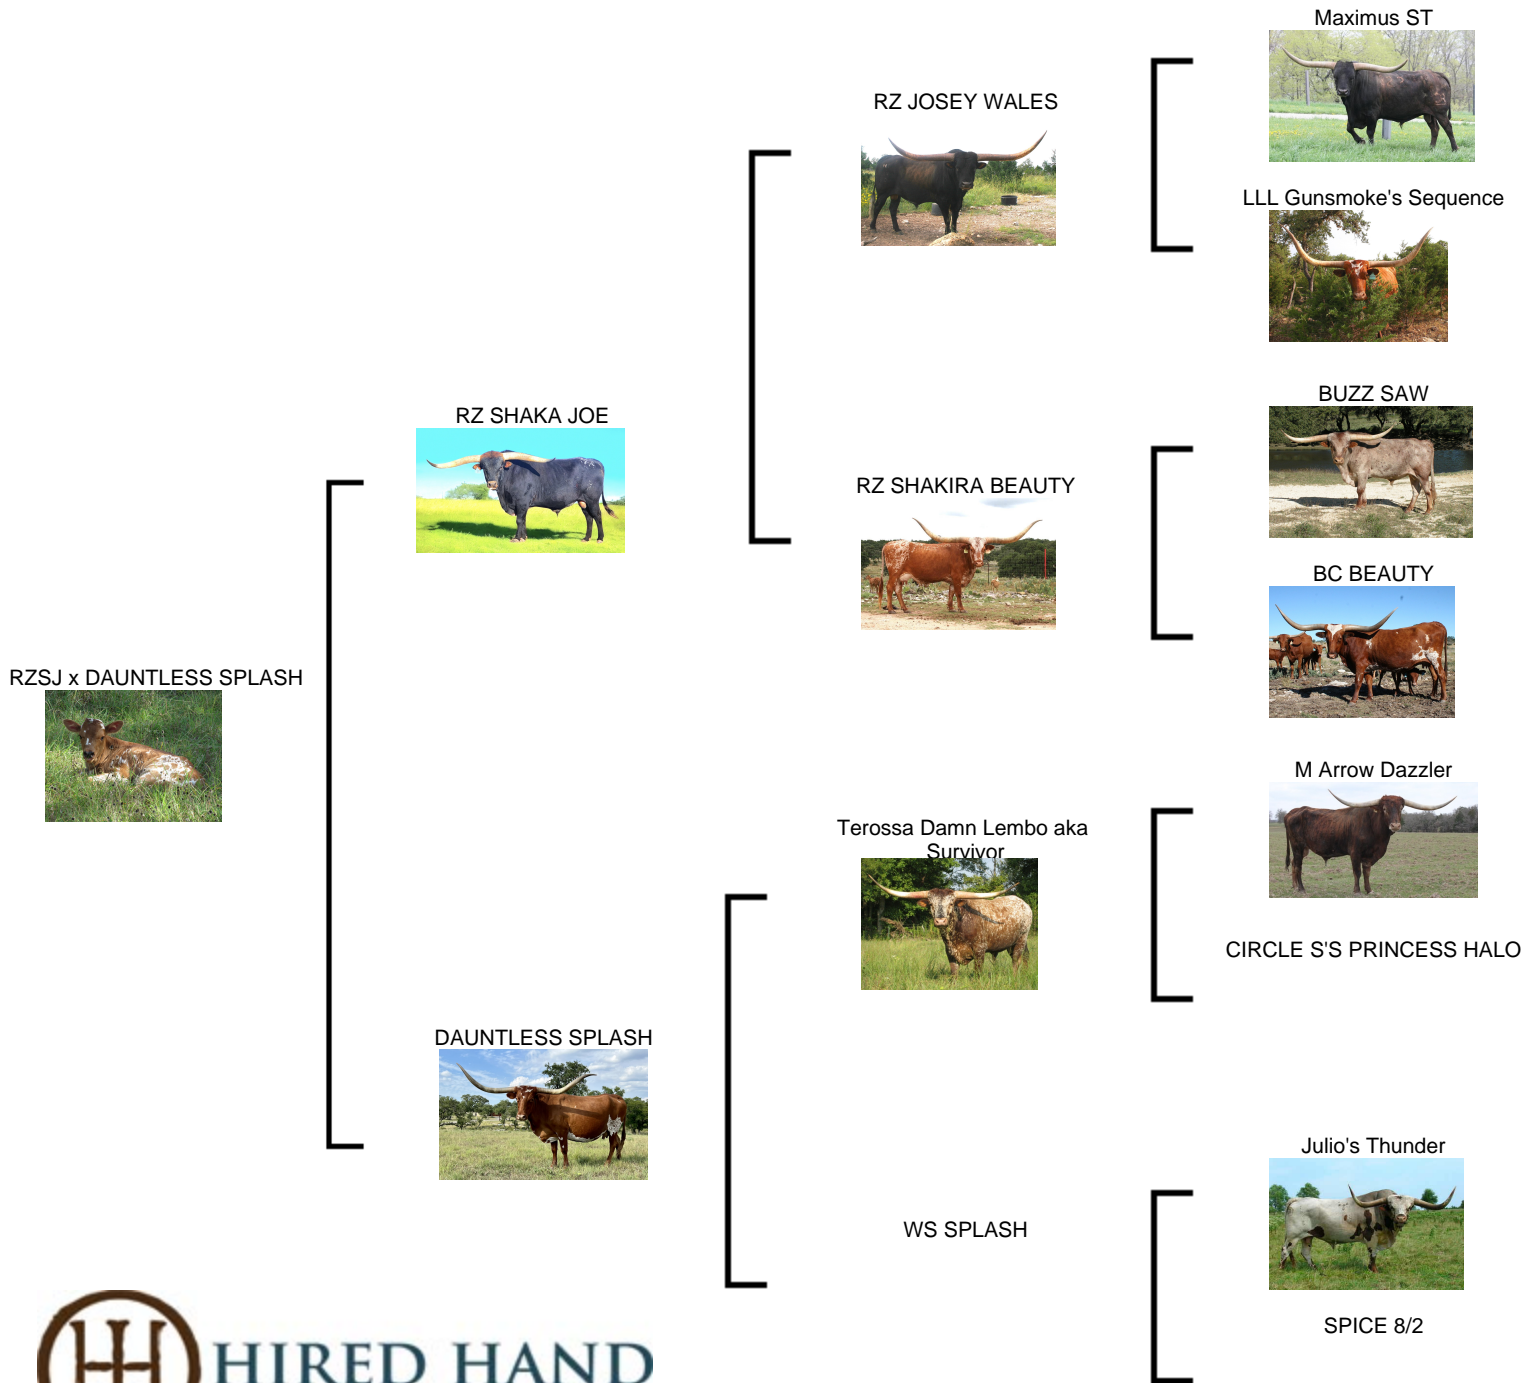 Maximus ST
RZ JOSEY WALES
LLL Gunsmoke's Sequence
BUZZ SAW
RZ SHAKA JOE
RZ SHAKIRA BEAUTY
BC BEAUTY
RZSJ x DAUNTLESS SPLASH
M Arrow Dazzler
Terossa Damn Lembo aka
Survivor
CIRCLE S'S PRINCESS HALO
DAUNTLESS SPLASH
Julio's Thunder
WS SPLASH
SPICE 8/2
HIRED HAND